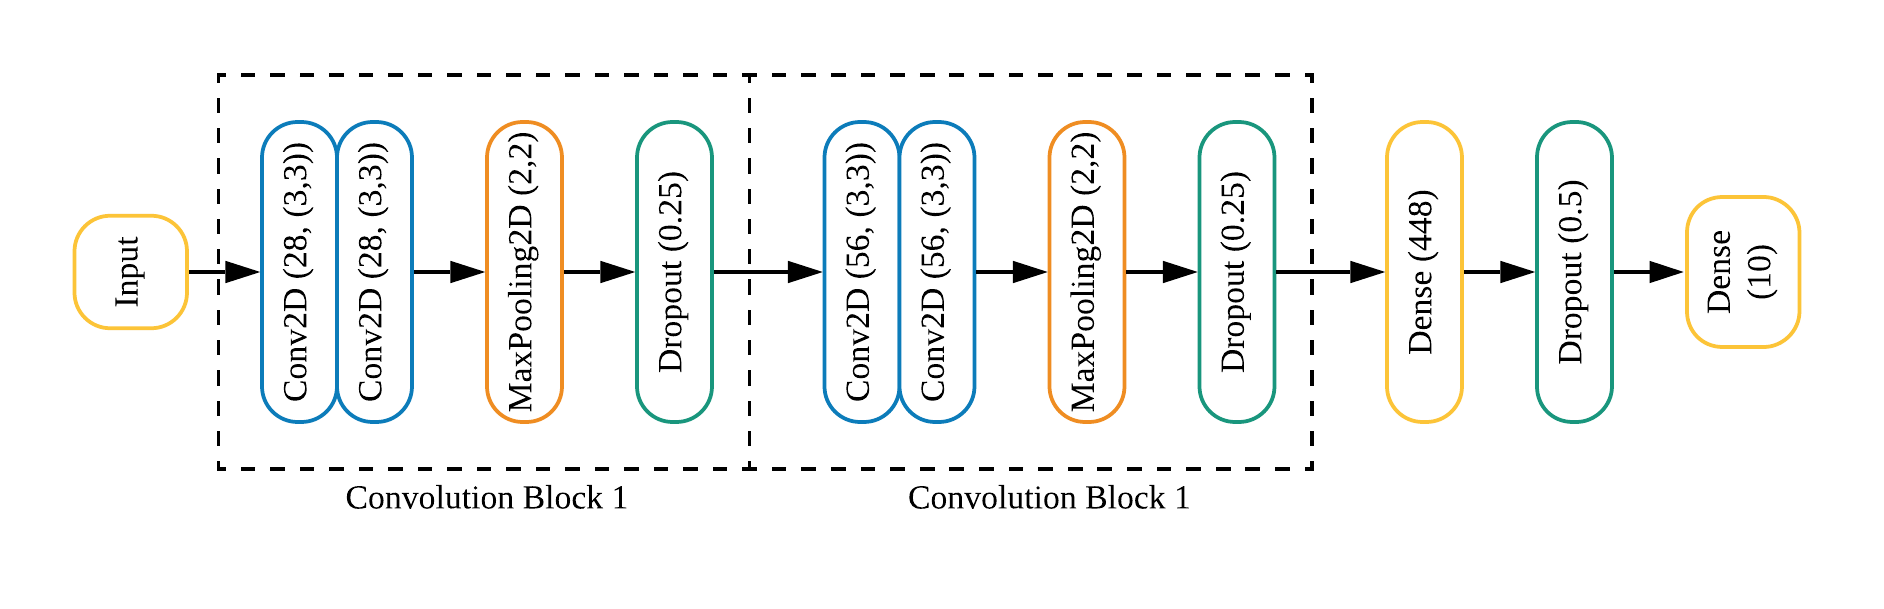 Input
Conv2D (28, (3,3))
Conv2D (28, (3,3))
MaxPooling2D (2,2)
Dropout (0.25)
Convolution Block 1
Conv2D (56, (3,3))
Conv2D (56, (3,3))
MaxPooling2D (2,2)
Dropout (0.25)
Convolution Block 1
Dense (448)
Dropout (0.5)
Dense
(10)